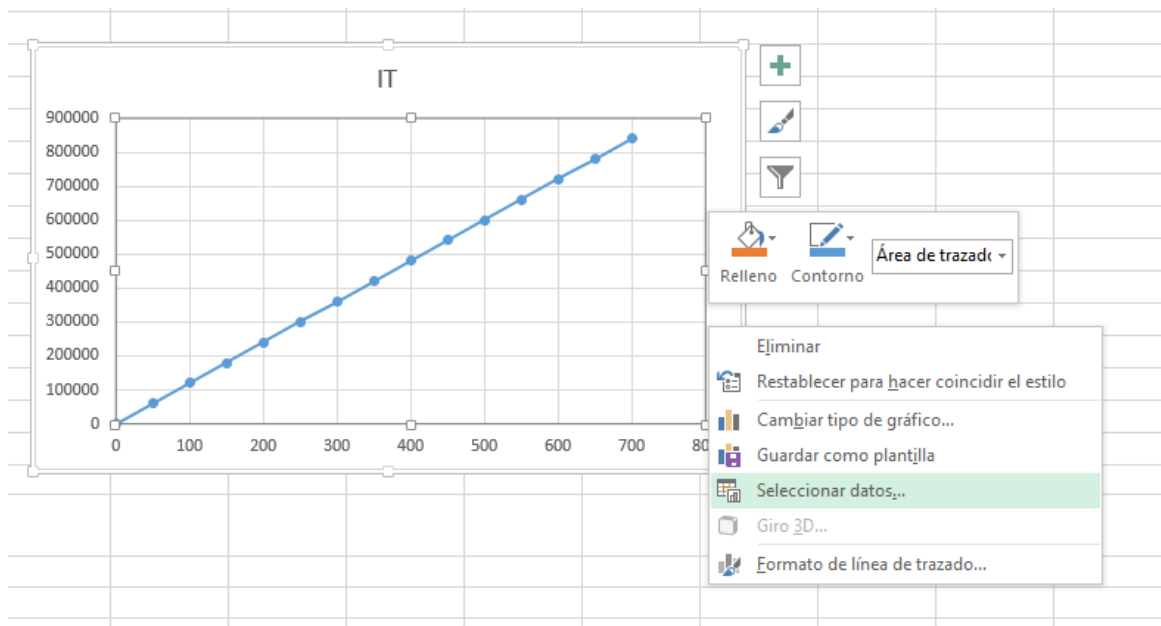 IT
900000
800000
700000
600000
500000
400000
300000
200000
100000
0
0 100 200 300 400 500 600 700 80
Relleno Contorno Área de trazado
Eliminar
Restablecer para hacer coincidir el estilo
Cambiar tipo de gráfico...
Guardar como plantilla
Seleccionar datos...
Giro 3D...
Formato de línea de trazado...